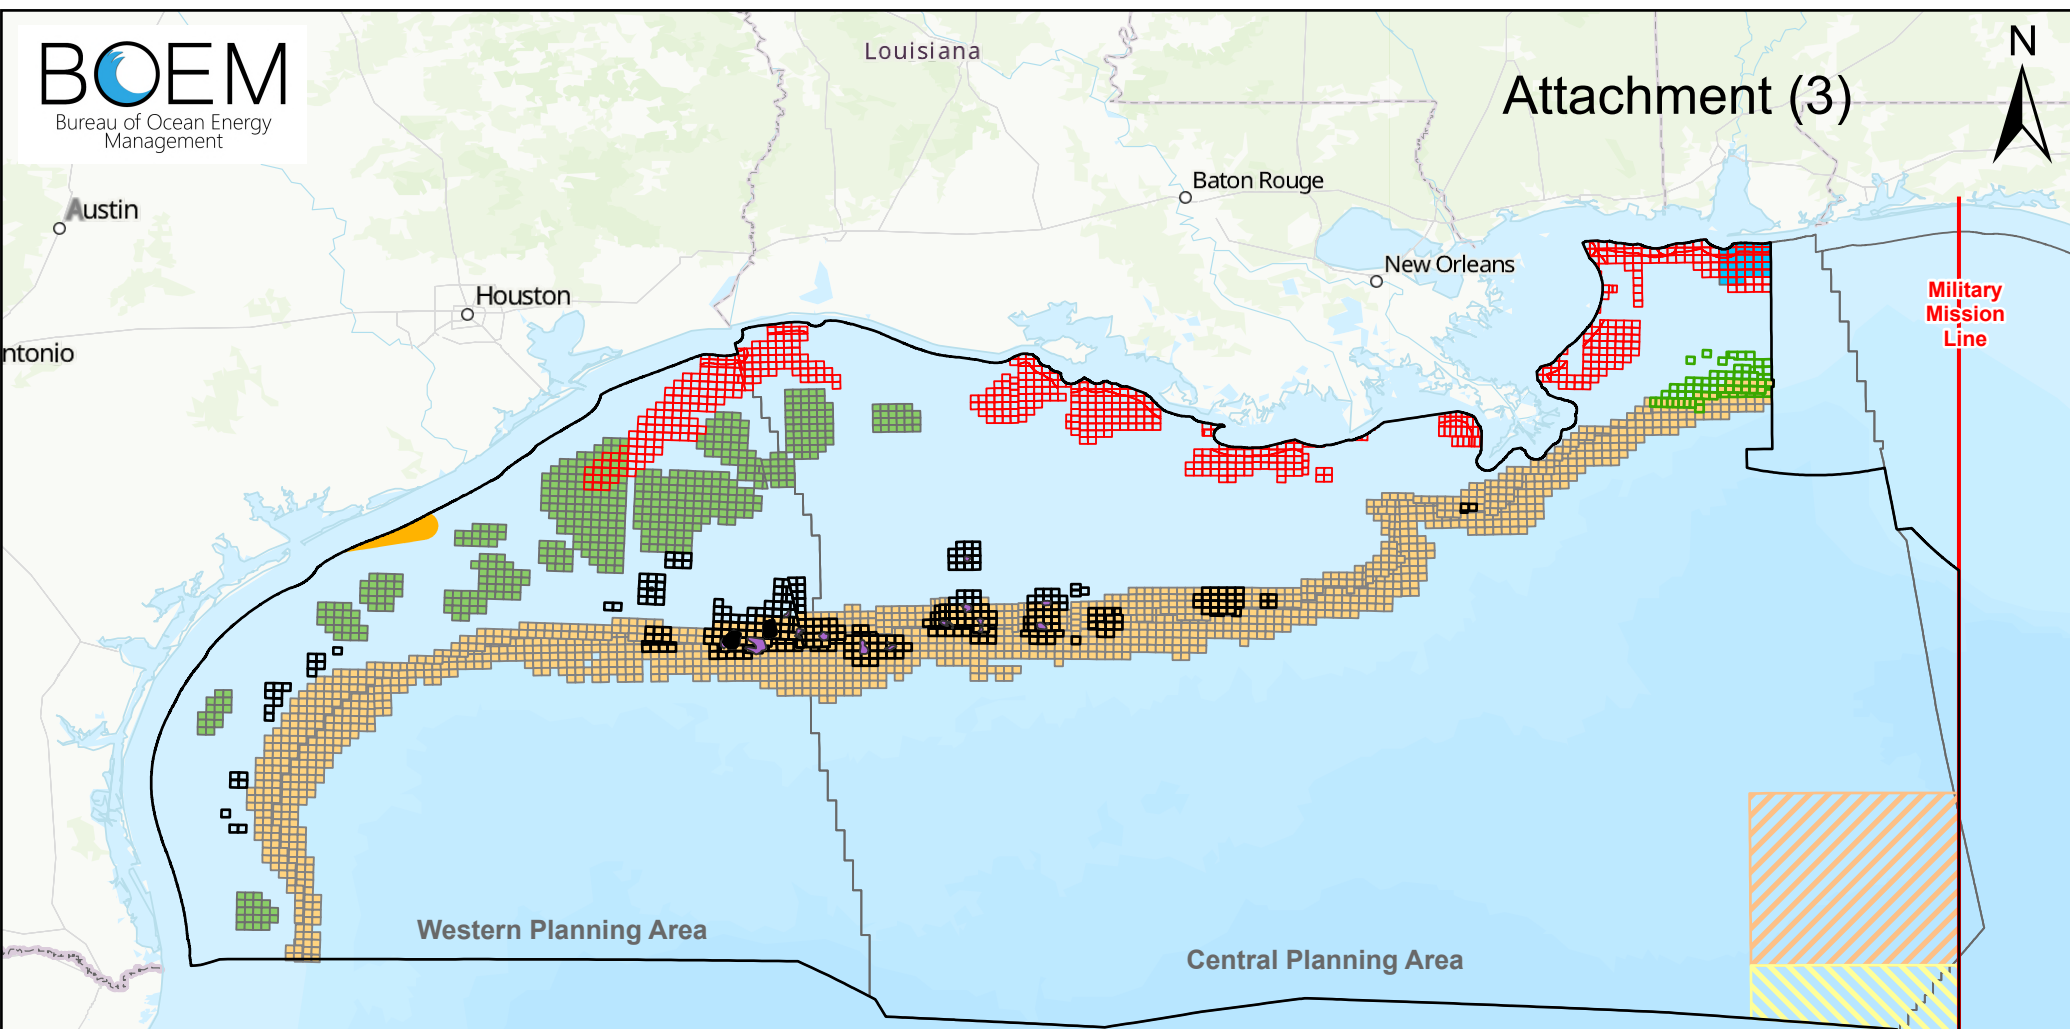 BOEM
Bureau of Ocean Energy
Management
Louisiana
N
Attachment (3)
Baton Rouge
Austin
New Orleans
Houston
Military
Mission
Line
ntonio
Western Planning Area
Central Planning Area